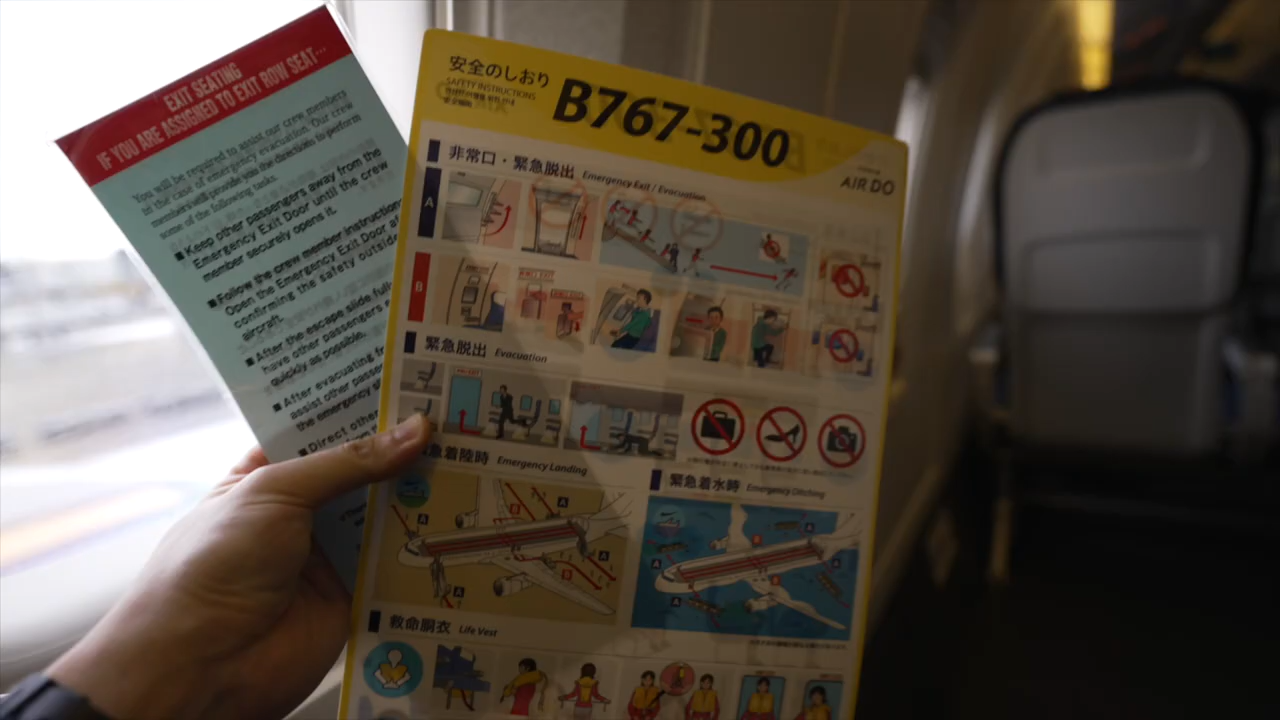 EXIT SEATING
IF YOU ARE ASSIGNED TO EXIT ROW SEAT...
You will be required to assist our crew members
in the case of emergency evacuation. Our crew
members will provide you the directions to perform
some of the following tasks.
■ Keep other passengers away from the
Emergency Exit Door until the crew
member securely opens it.
■ Follow the crew member instructions
Open the Emergency Exit Door
confirming the safety outside
aircraft.
■ After the escape slide
have other passengers
quickly as possible.
■ After evacuating
assist other
the emergency
■ Direct other
安全のしおり
SAFETY INSTRUCTIONS
B767-300
AIR DO
非常口・緊急脱出 Emergency Exit / Evacuation
A
B
緊急脱出 Evacuation
急着陸時 Emergency Landing
緊急着水時 Emergency Ditching
A
B
A
A
B
A
A
B
A
B
A
救命胴衣 Life Vest